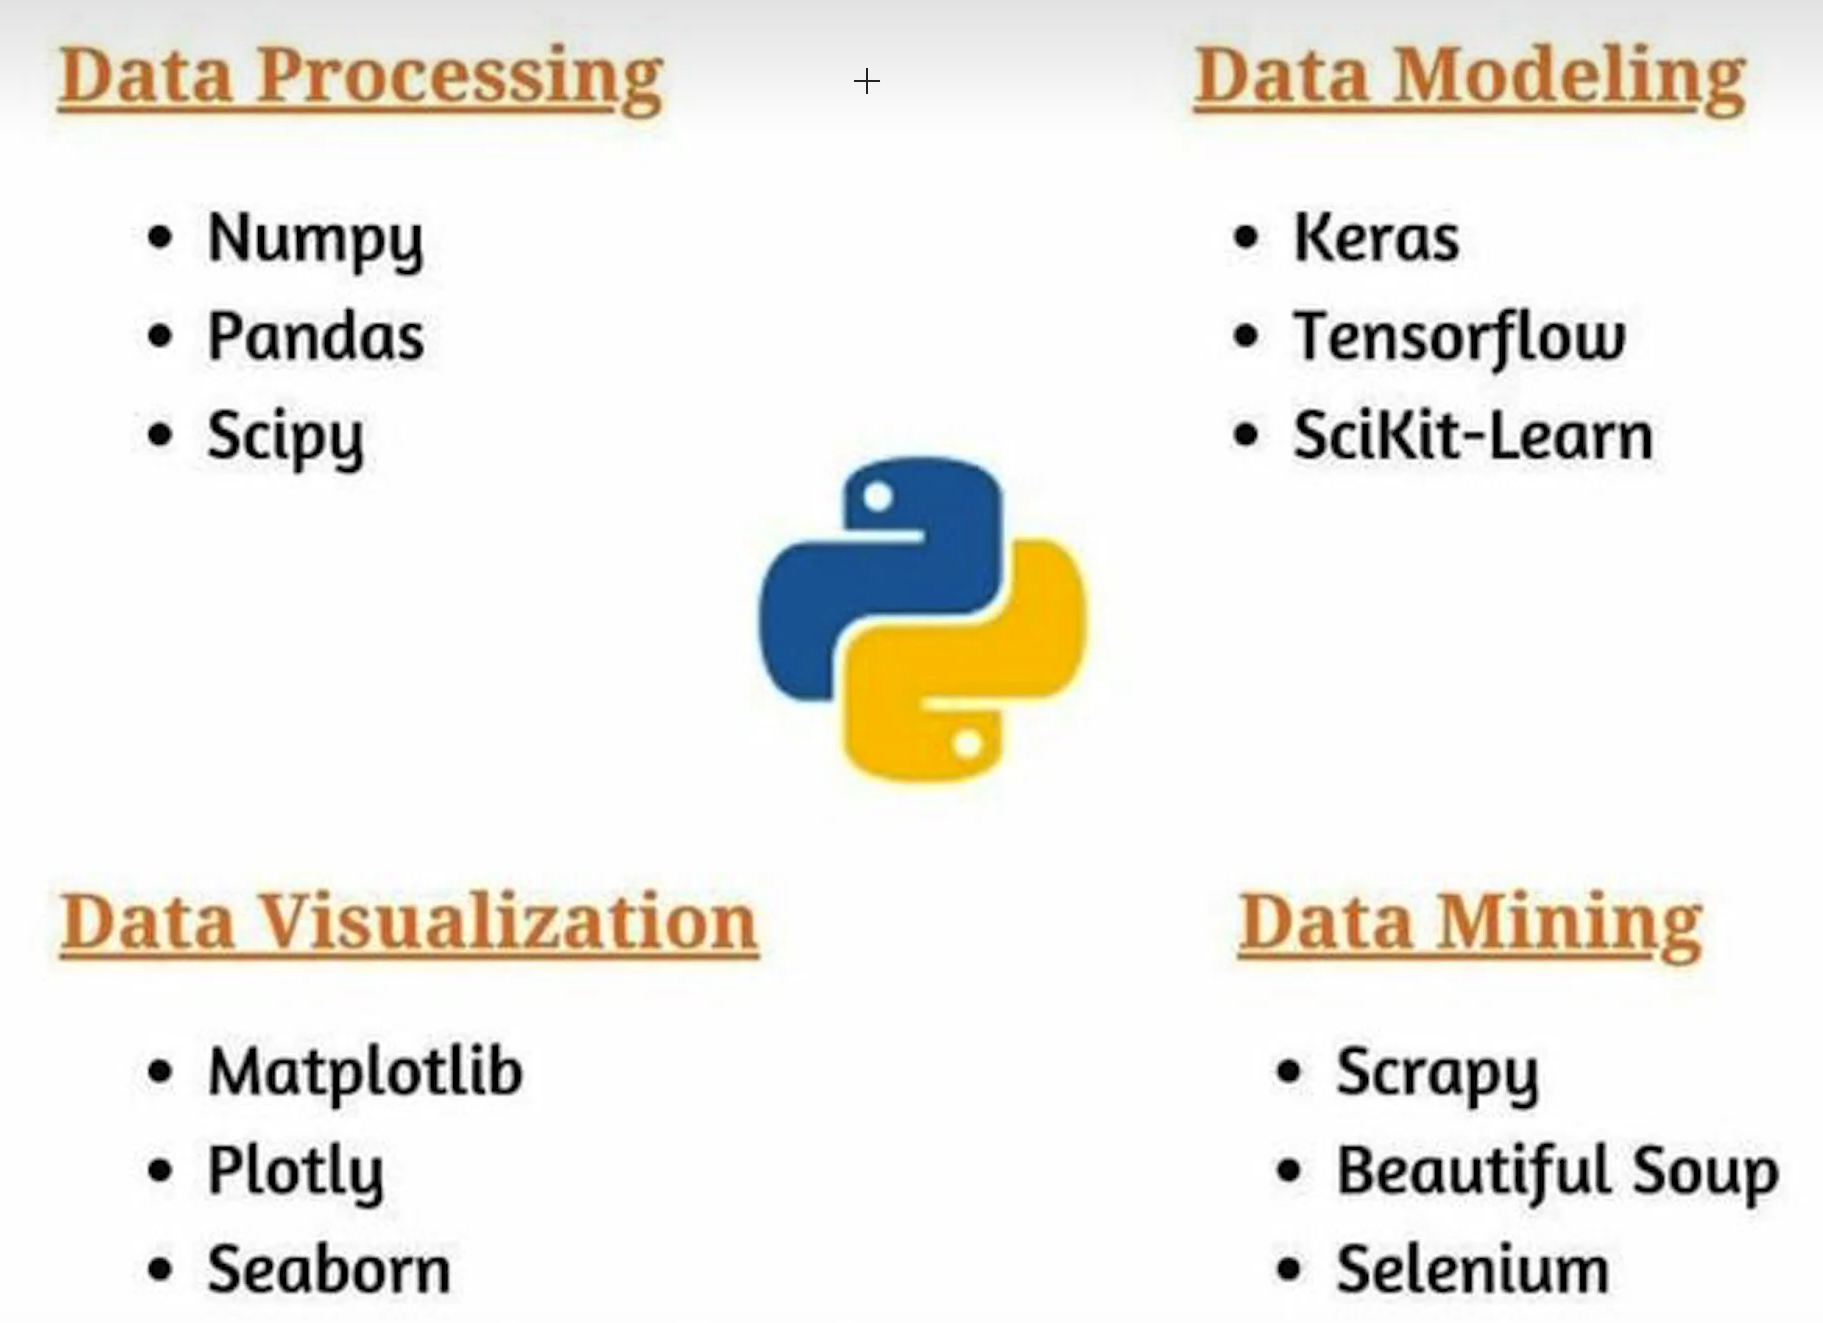 Data Processing
Numpy
Pandas
Scipy
Data Modeling
Keras
Tensorflow
SciKit-Learn
Data Visualization
Matplotlib
Plotly
Seaborn
Data Mining
Scrapy
Beautiful Soup
Selenium